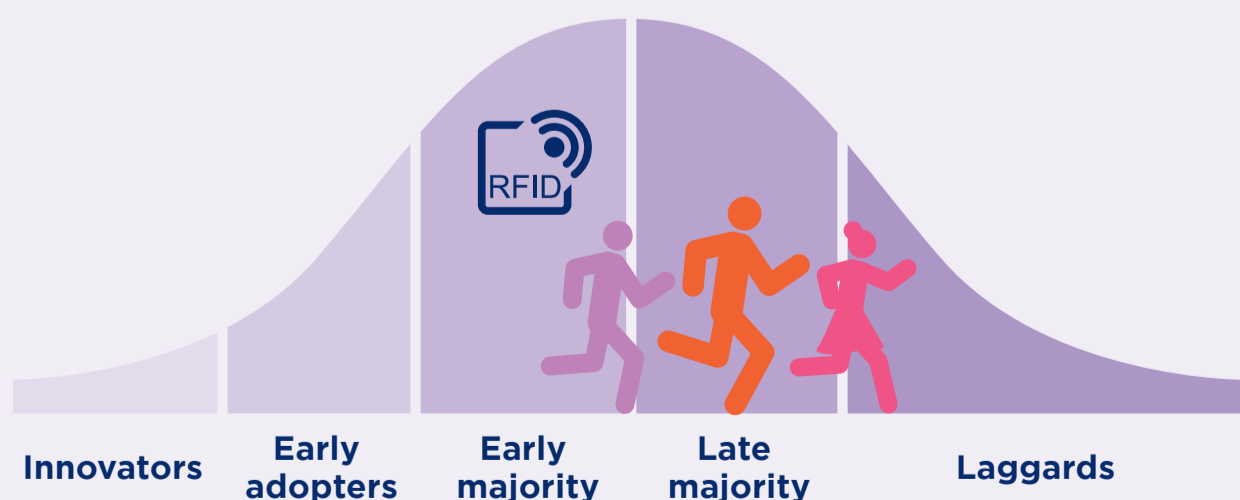 RFID
Innovators
Early
adopters
Early
majority
Late
majority
Laggards